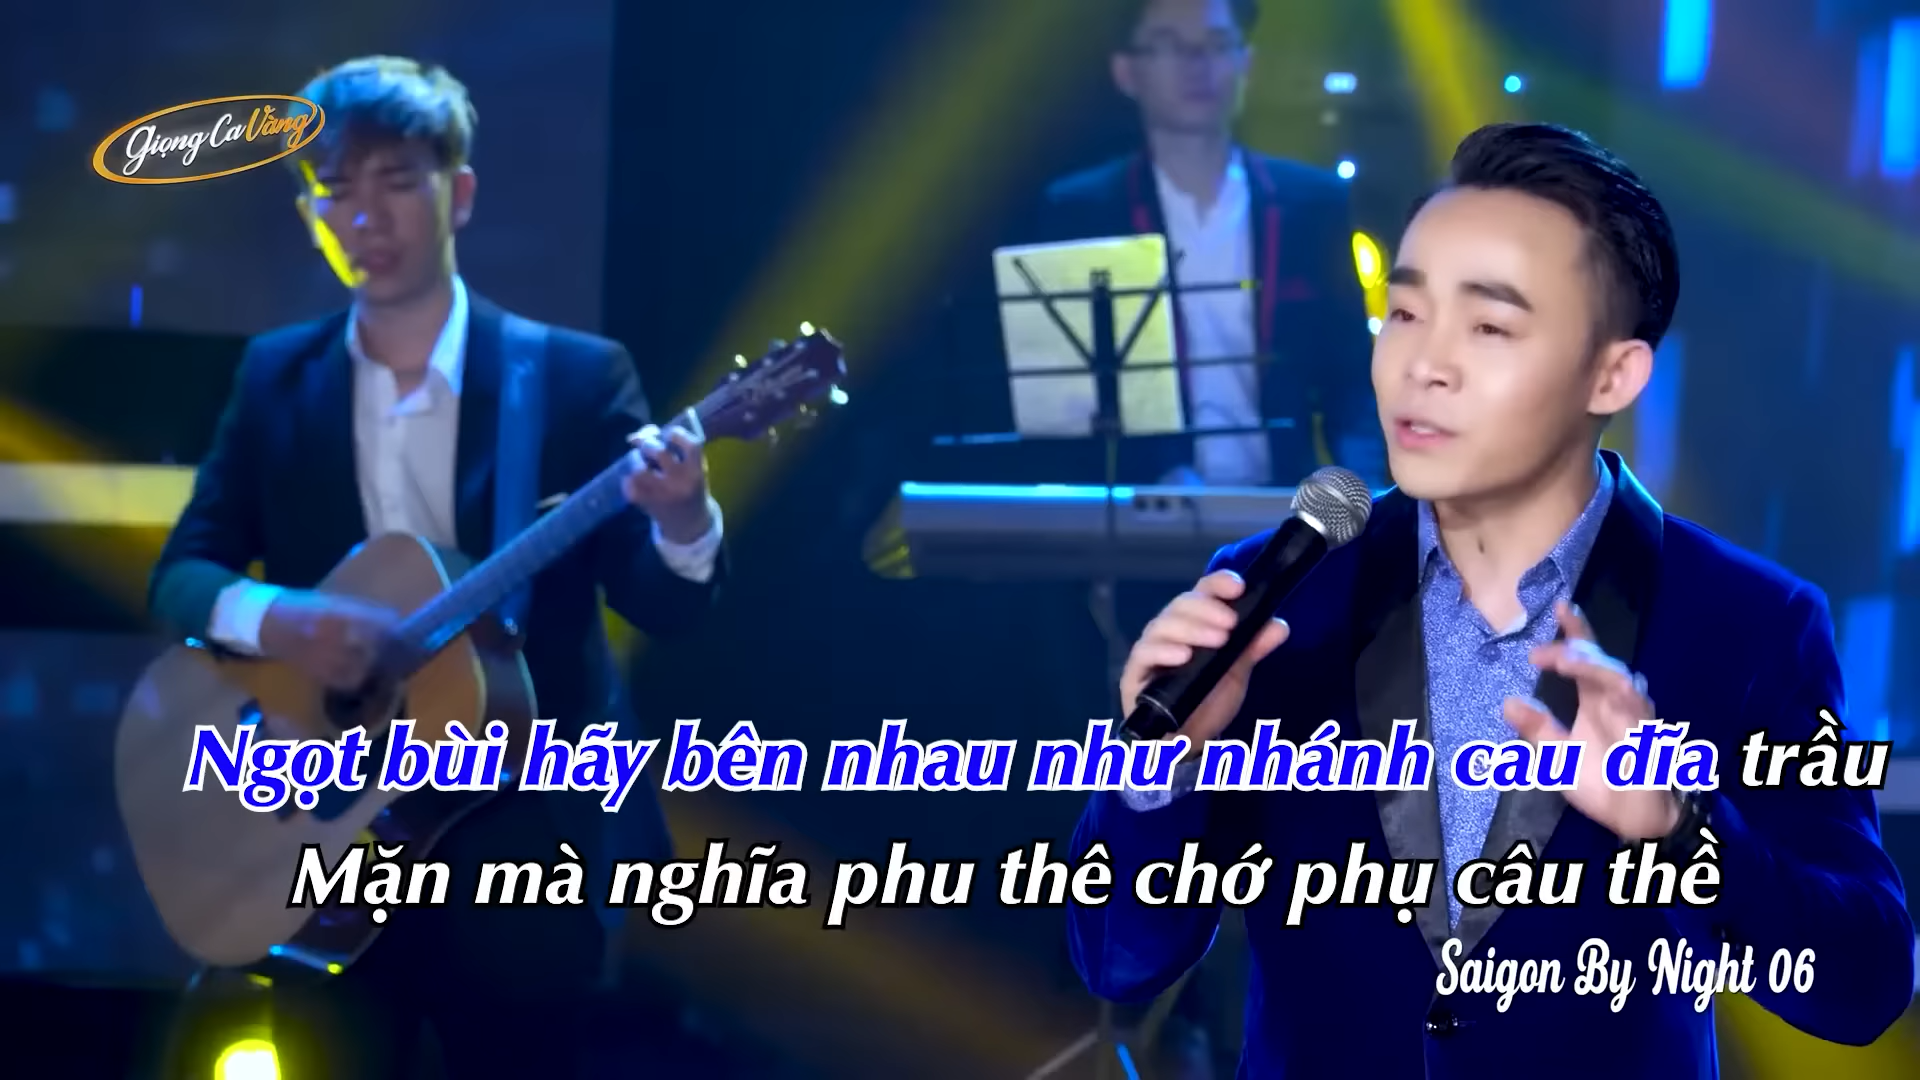 Giọng Ca Vàng
Ngọt bùi hãy bên nhau như nhánh cau đĩa trầu
Mặn mà nghĩa phu thê chớ phụ câu thề
Saigon By Night 06